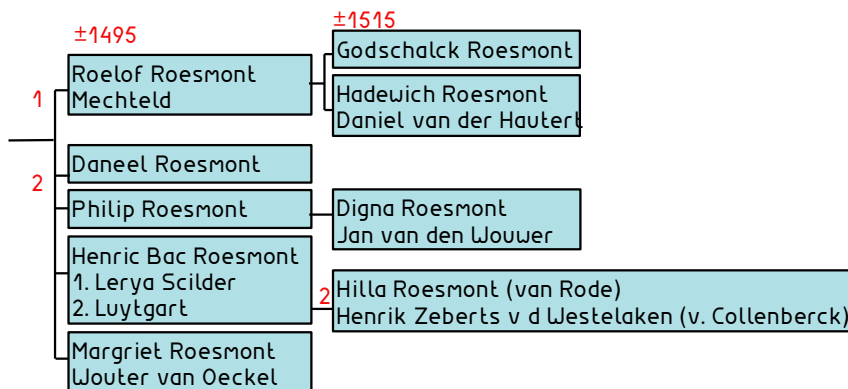 ±1495
±1515
1
Roelof Roesmont
Mechteld
Godschalck Roesmont
Hadewich Roesmont
Daniel van der Hautert
2
Daneel Roesmont
Philip Roesmont
Digna Roesmont
Jan van den Wouwer
Henric Bac Roesmont
1. Lerya Scilder
2. Luytgart
2
Hilla Roesmont (van Rode)
Henrik Zeberts v d Westelaken (v. Collenberck)
Margriet Roesmont
Wouter van Oeckel